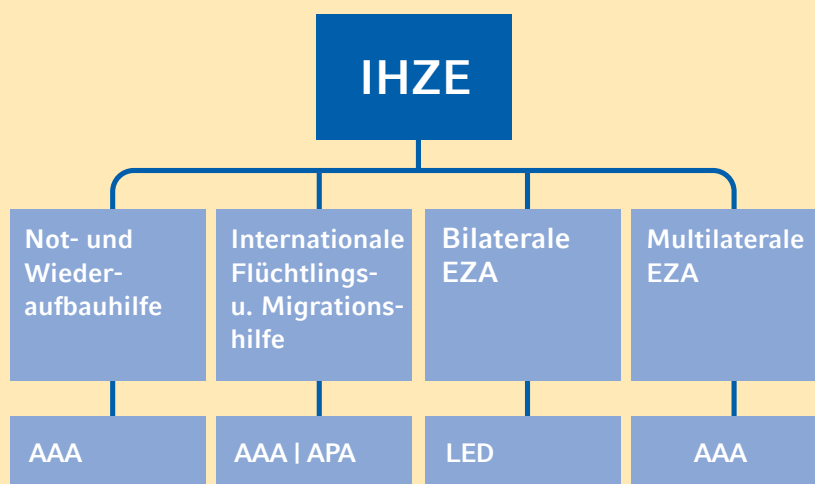 IHZE
Not- und
Wieder-
aufbauhilfe
Internationale
Flüchtlings-
u. Migrations-
hilfe
Bilaterale
EZA
Multilaterale
EZA
AAA
AAA | APA
LED
AAA